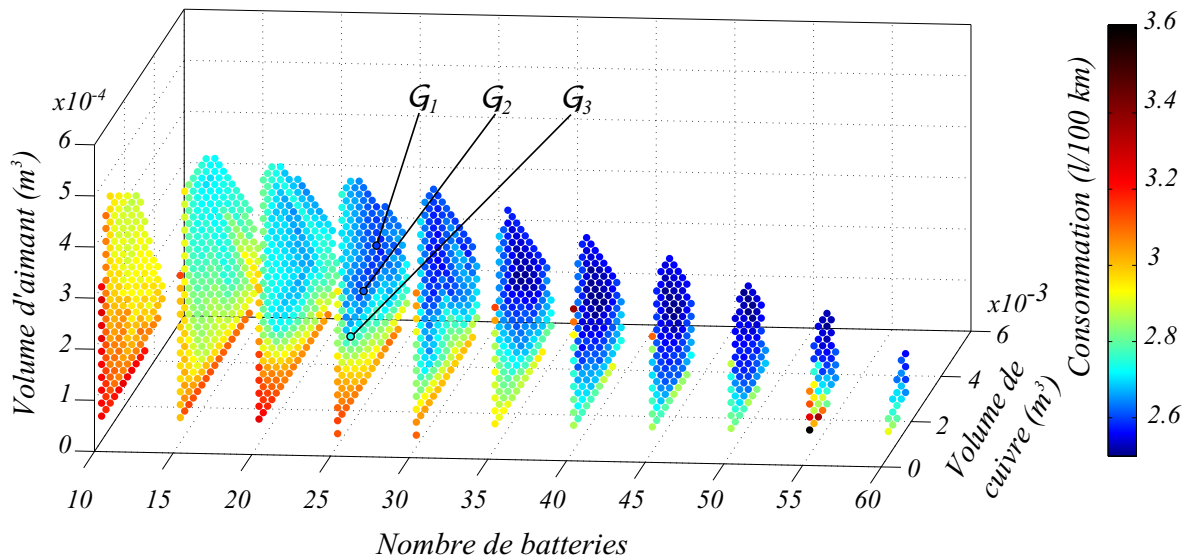 G1 G2 G3
x10-4
Volume d'aimant (m3)
6
5
4
3
2
1
0
10 15 20 25 30 35 40 45 50 55 60
Nombre de batteries
x10-3
6
4
2
0
Volume de
cuivre (m3)
Consommation (l/100 km)
3.6
3.4
3.2
3
2.8
2.6